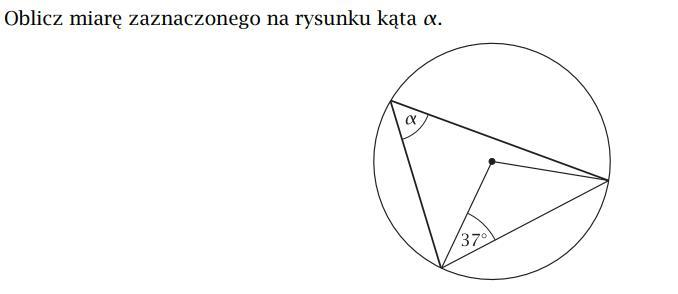 Oblicz miarę zaznaczonego na rysunku kąta α.
α
37°